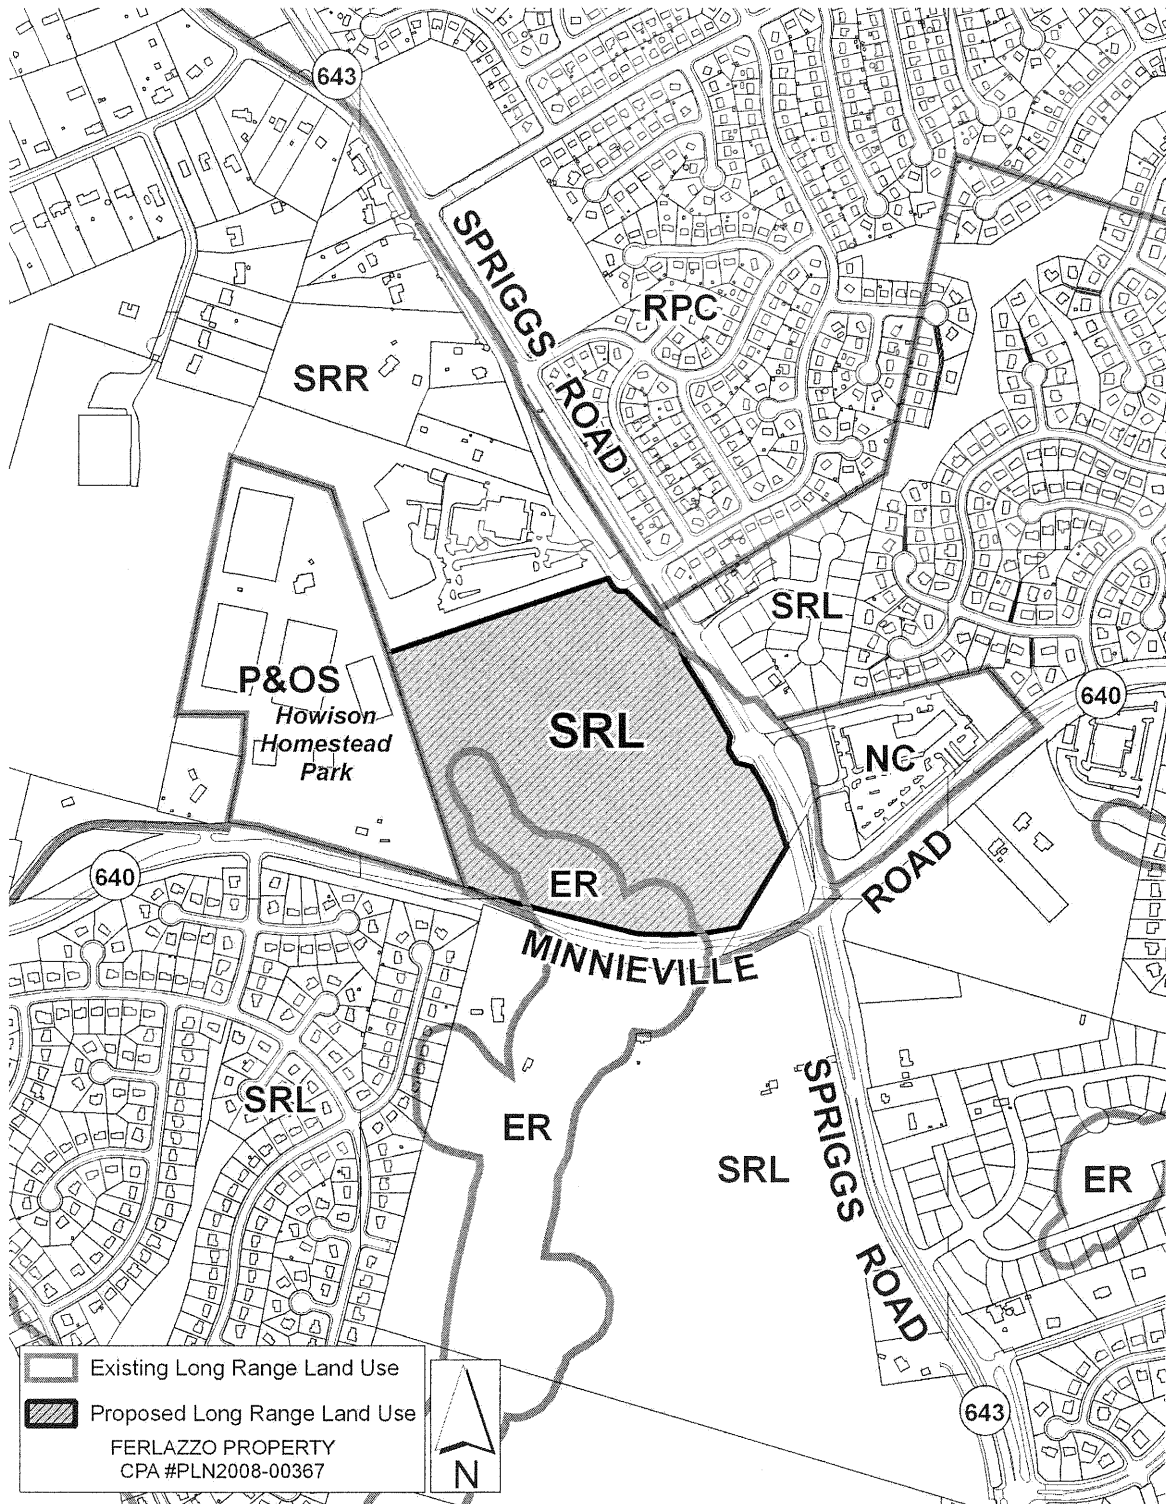 643
SPRIGGS ROAD
RPC
SRR
SRL
640
P&OS
Howison
Homestead
Park
SRL
NC
ER
640
ROAD
MINNIEVILLE
SRL
ER
SRL
SPRIGGS ROAD
ER
643
Existing Long Range Land Use
Proposed Long Range Land Use
FERLAZZO PROPERTY
CPA #PLN2008-00367
N